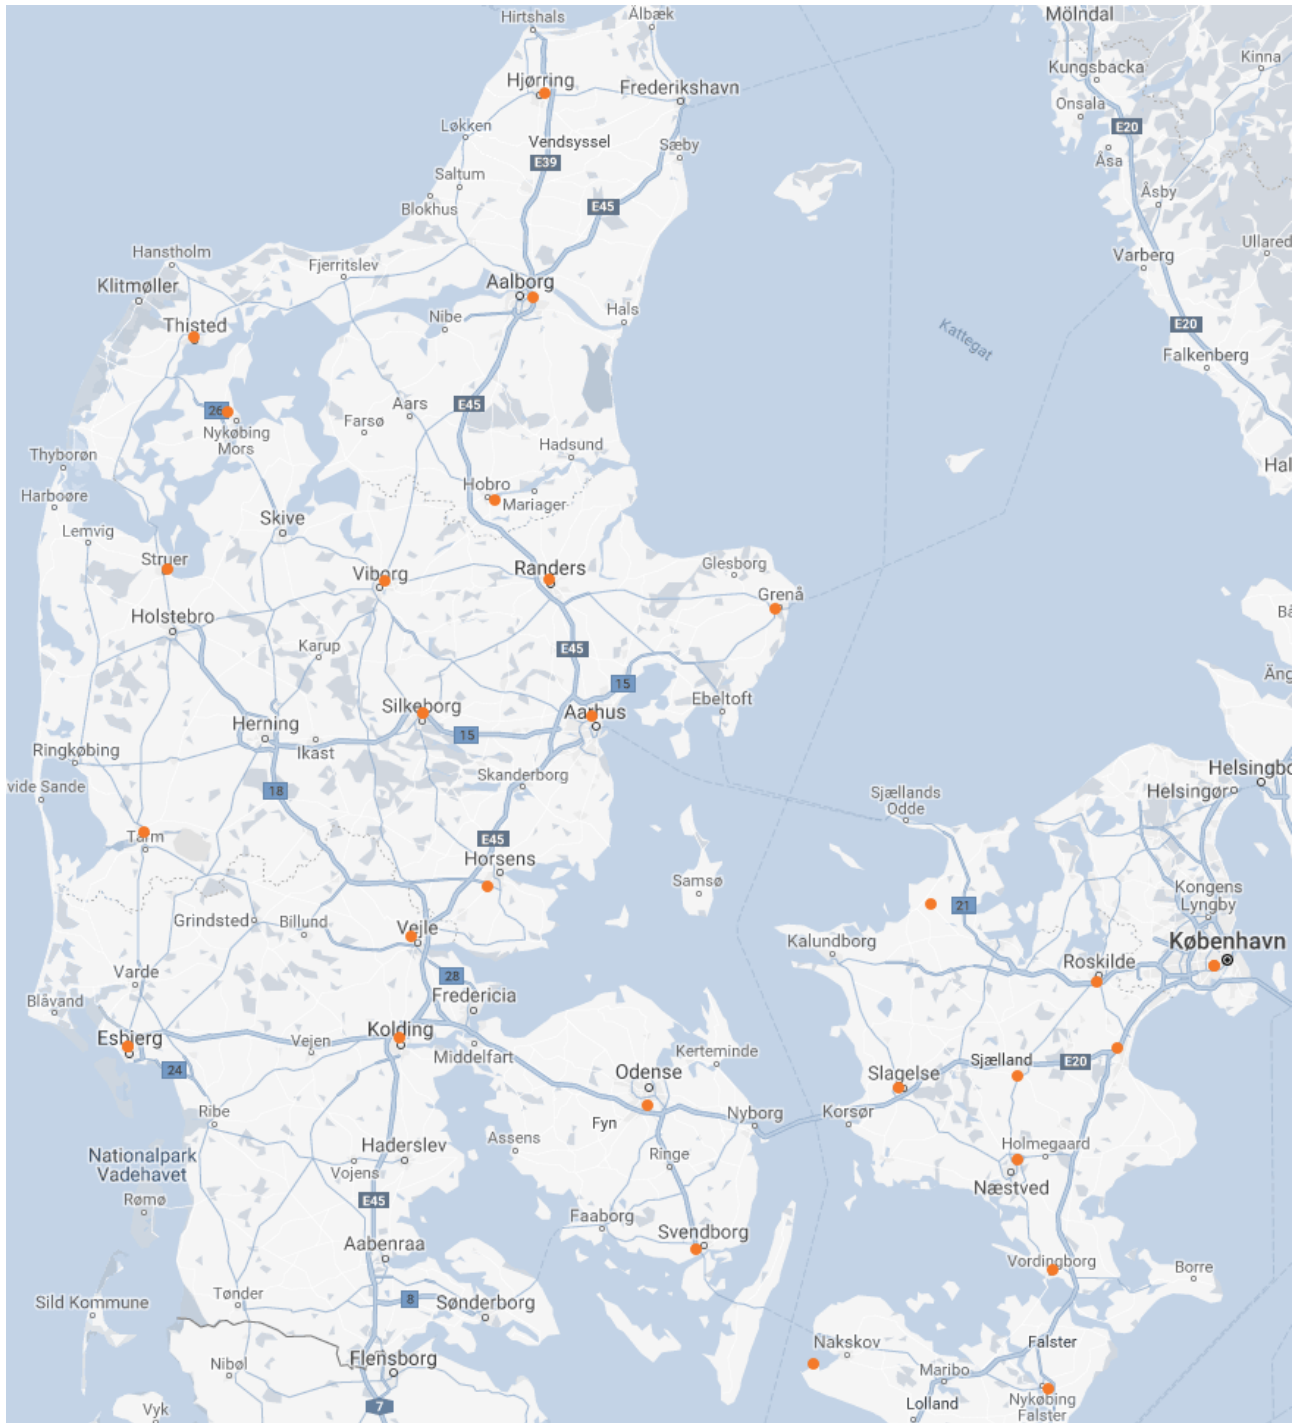 Hirtshals
Ålbæk
Mölndal
Kinna
Kungsbacka
Hjørring
Frederikshavn
Onsala
Løkken
E20
Vendsyssel
Sæby
Åsa
E39
Saltum
Åsby
Blokhus
E45
Ullared
Hanstholm
Varberg
Fjerritslev
Klitmøller
Aalborg
Hals
Nibe
Thisted
E20
Kattegat
Falkenberg
26
E45
Aars
Farsø
Nykøbing
Mors
Hadsund
Thyborøn
Hal
Hobro
Harboøre
Mariager
Skive
Lemvig
Struer
Viborg
Randers
Glesborg
Grenå
Holstebro
Bå
Karup
E45
Äng
15
Ebeltoft
Silkeborg
Aarhus
Herning
15
Ringkøbing
Ikast
Skanderborg
Helsingbo
vide Sande
18
Sjællands
Odde
Helsingør
Tarm
E45
Horsens
Samsø
Kongens
Lyngby
21
Grindsted
Billund
Vejle
Kalundborg
København
Roskilde
Varde
28
Blåvand
Fredericia
Esbjerg
Kolding
Vejen
Middelfart
Kerteminde
Sjælland
E20
24
Odense
Slagelse
Ribe
Fyn
Nyborg
Korsør
Assens
Haderslev
Holmegaard
Nationalpark
Vadehavet
Vojens
Ringe
Næstved
Rømø
E45
Faaborg
Svendborg
Aabenraa
Vordingborg
Borre
Tønder
8
Sønderborg
Sild Kommune
Nakskov
Falster
Nibøl
Flensborg
Maribo
Lolland
Nykøbing
Falster
Vyk
7